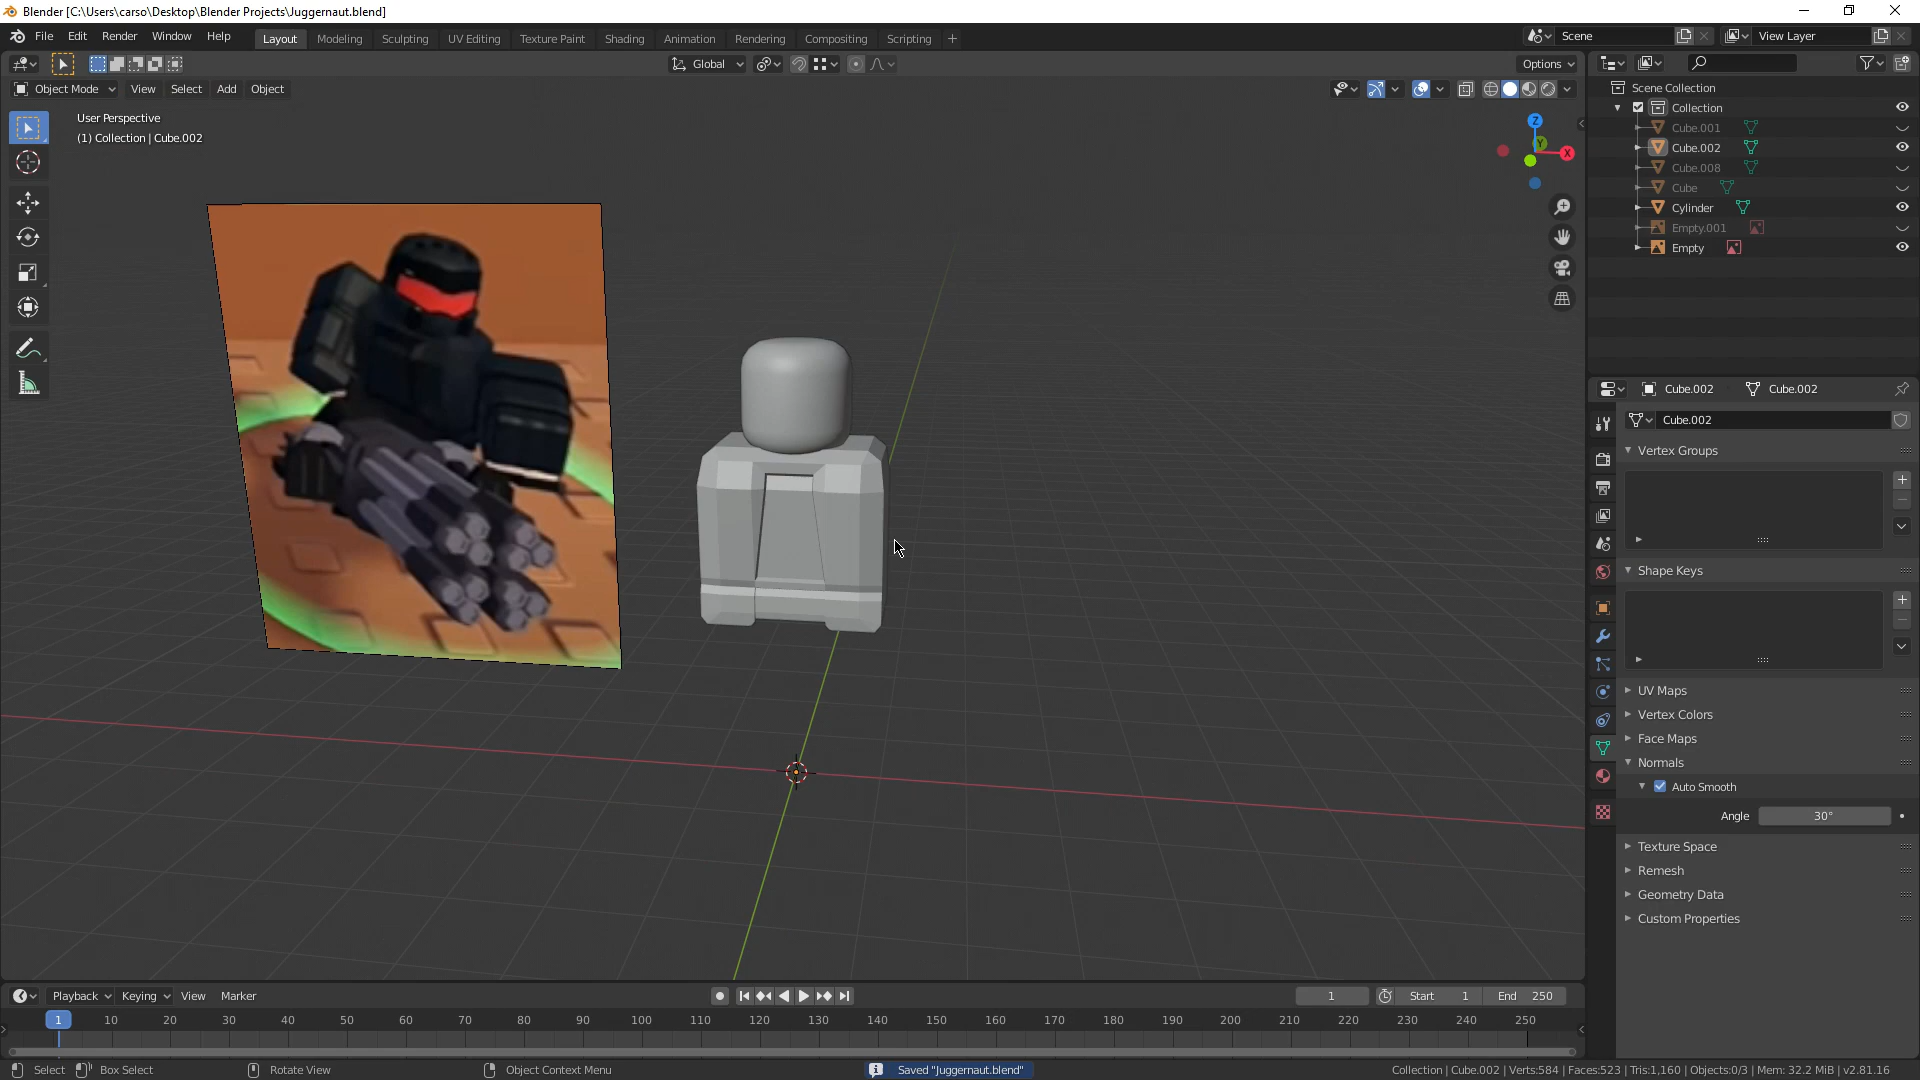 Blender [C:\Users\carso\Desktop\Blender Projects\Juggernaut.blend]
File Edit Render Window Help
Layout Modeling Sculpting UV Editing Texture Paint Shading Animation Rendering Compositing Scripting +
Scene
View Layer
Global
Options
Object Mode View Select Add Object
User Perspective
(1) Collection | Cube.002
Z
Y
X
Scene Collection
Collection
Cube.001
Cube.002
Cube.008
Cube
Cylinder
Empty.001
Empty
Cube.002 Cube.002
Cube.002
Vertex Groups
Shape Keys
UV Maps
Vertex Colors
Face Maps
Normals
Auto Smooth
Angle 30°
Texture Space
Remesh
Geometry Data
Custom Properties
Playback Keying View Marker
1 Start 1 End 250
1 10 20 30 40 50 60 70 80 90 100 110 120 130 140 150 160 170 180 190 200 210 220 230 240 250
Select Box Select Rotate View Object Context Menu Saved "Juggernaut.blend" Collection | Cube.002 | Verts:584 | Faces:523 | Tris:1,160 | Objects:0/3 | Mem: 32.2 MiB | v2.81.16